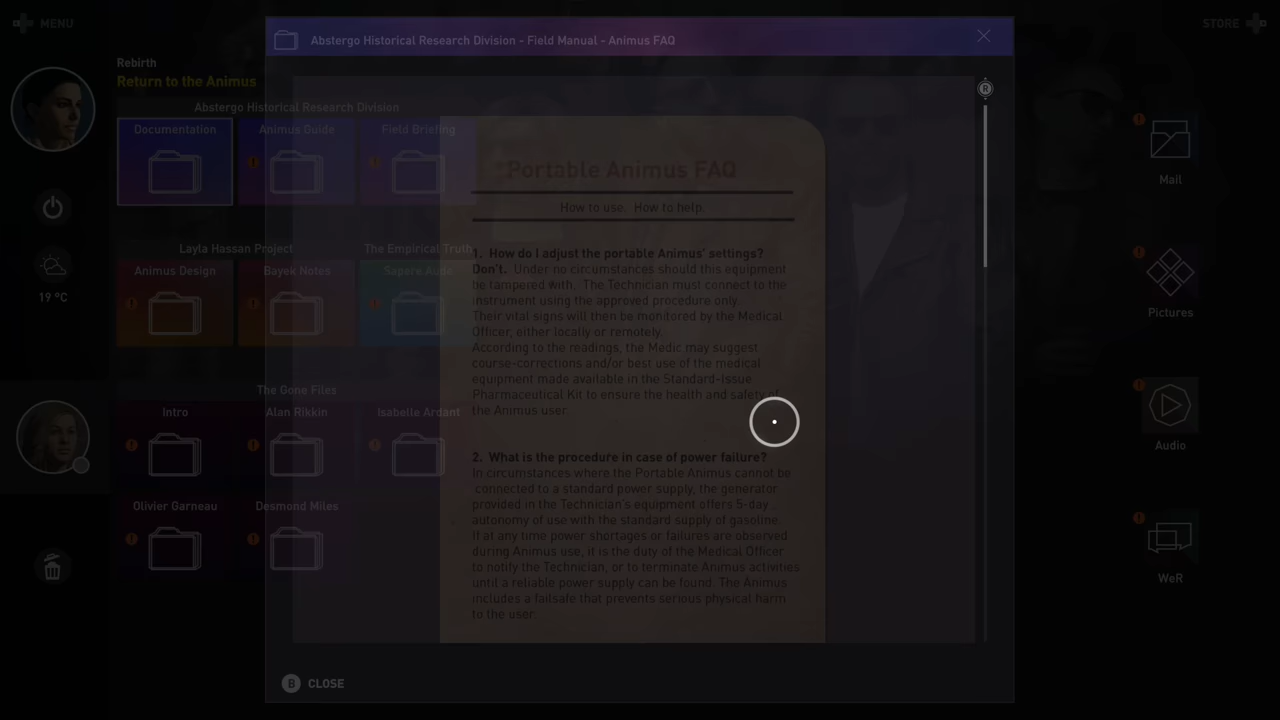 MENU
STORE
Abstergo Historical Research Division - Field Manual - Animus FAQ
Rebirth
Return to the Animus
Abstergo Historical Research Division
Documentation
Animus Guide
Field Briefing
Layla Hassan Project
The Empirical Truth
Animus Design
Bayek Notes
Sapere Aude
19 °C
The Gone Files
Intro
Alan Rikkin
Isabelle Ardant
Olivier Garneau
Desmond Miles
Portable Animus FAQ
How to use. How to help.
1. How do I adjust the portable Animus' settings?
Don't. Under no circumstances should this equipment
be tampered with. The Technician must connect to the
instrument using the approved procedure only.
Their vital signs will then be monitored by the Medical
Officer, either locally or remotely.
According to the readings, the Medic may suggest
course-corrections and/or best use of the medical
equipment made available in the Standard-Issue
Pharmaceutical Kit to ensure the health and safety of
the Animus user.
2. What is the procedure in case of power failure?
In circumstances where the Portable Animus cannot be
connected to a standard power supply, the generator
provided in the Technician's equipment offers 5-day
autonomy of use with the standard supply of gasoline.
If at any time power shortages or failures are observed
during Animus use, it is the duty of the Medical Officer
to notify the Technician, or to terminate Animus activities
until a reliable power supply can be found. The Animus
includes a failsafe that prevents serious physical harm
to the user.
R
Mail
Pictures
Audio
WeR
B CLOSE